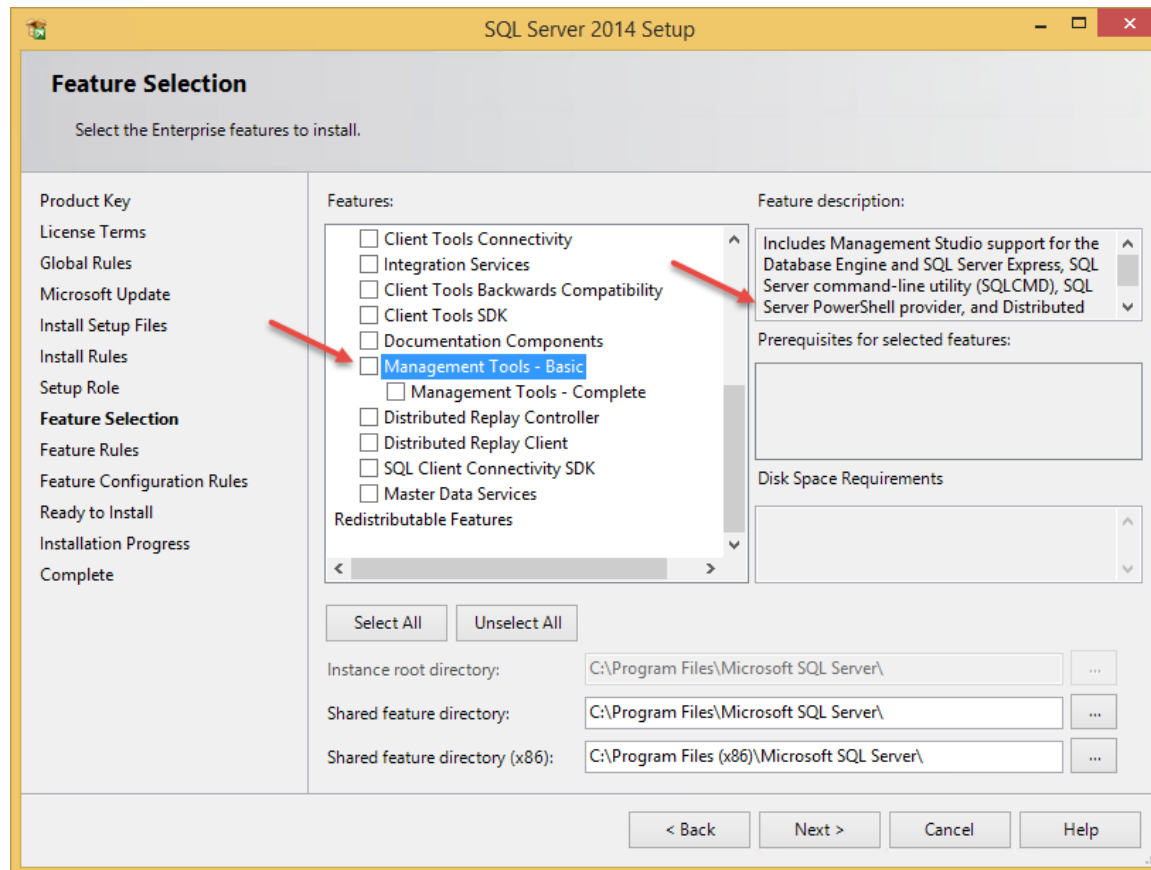 SQL Server 2014 Setup
Feature Selection
Select the Enterprise features to install.
Product Key
License Terms
Global Rules
Microsoft Update
Install Setup Files
Install Rules
Setup Role
Feature Selection
Feature Rules
Feature Configuration Rules
Ready to Install
Installation Progress
Complete
Features:
Client Tools Connectivity
Integration Services
Client Tools Backwards Compatibility
Client Tools SDK
Documentation Components
Management Tools - Basic
Management Tools - Complete
Distributed Replay Controller
Distributed Replay Client
SQL Client Connectivity SDK
Master Data Services
Redistributable Features
Feature description:
Includes Management Studio support for the
Database Engine and SQL Server Express, SQL
Server command-line utility (SQLCMD), SQL
Server PowerShell provider, and Distributed
Prerequisites for selected features:
Disk Space Requirements
Select All
Unselect All
Instance root directory:
C:\Program Files\Microsoft SQL Server\
...
Shared feature directory:
C:\Program Files\Microsoft SQL Server\
...
Shared feature directory (x86):
C:\Program Files (x86)\Microsoft SQL Server\
...
< Back
Next >
Cancel
Help